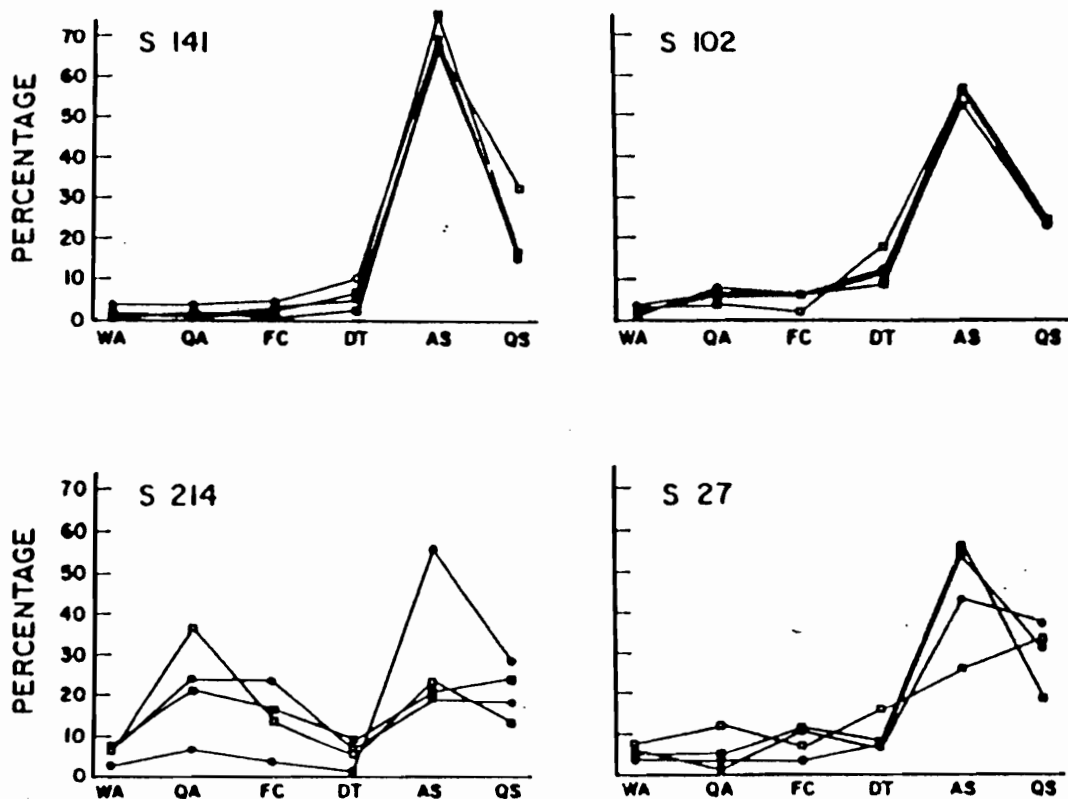 S 141
PERCENTAGE
70
60
50
40
30
20
10
0
WA QA FC DT AS QS
S 102
WA QA FC DT AS QS
S 214
PERCENTAGE
70
60
50
40
30
20
10
0
WA QA FC DT AS QS
S 27
WA QA FC DT AS QS